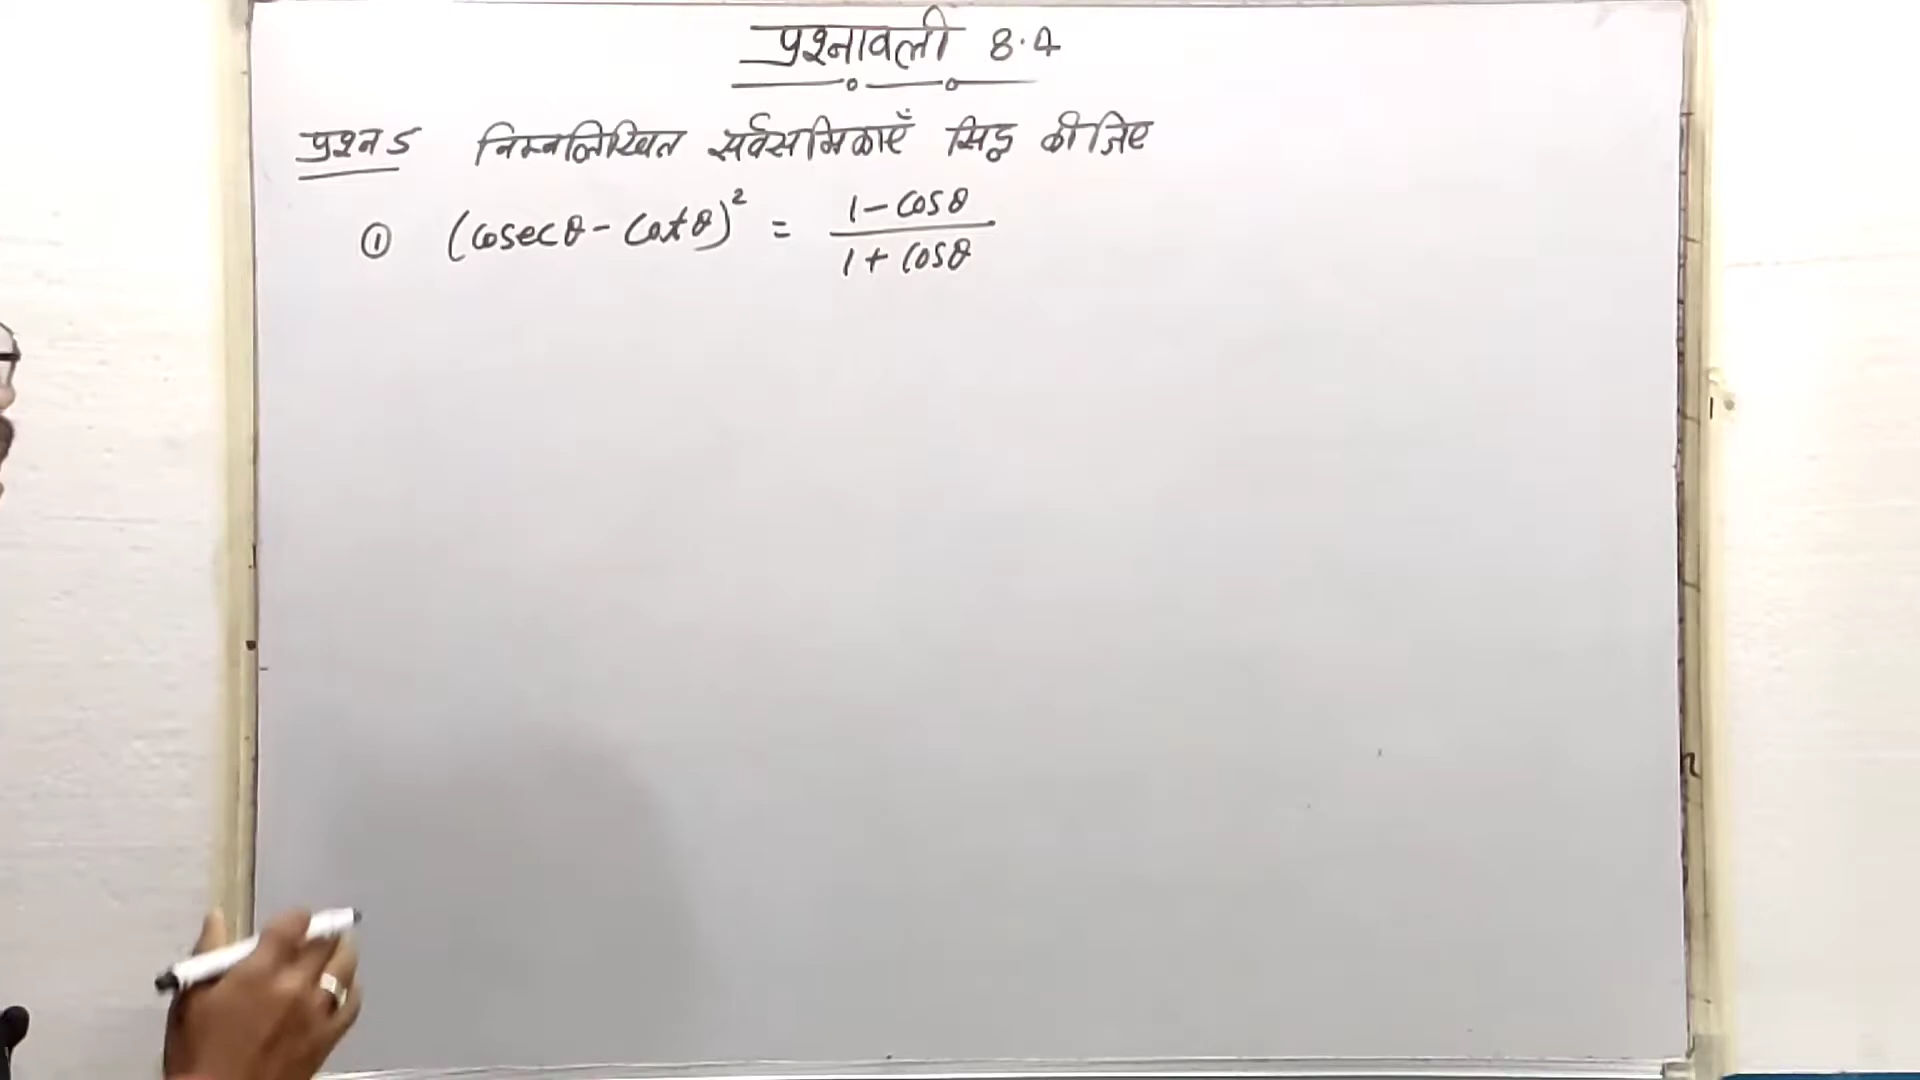 प्रश्नावली 8.4
प्रश्न 5 निम्नलिखित सर्वसमिकाएँ सिद्ध कीजिए
① (cosecθ - cotθ)² = (1 - cosθ)/(1 + cosθ)